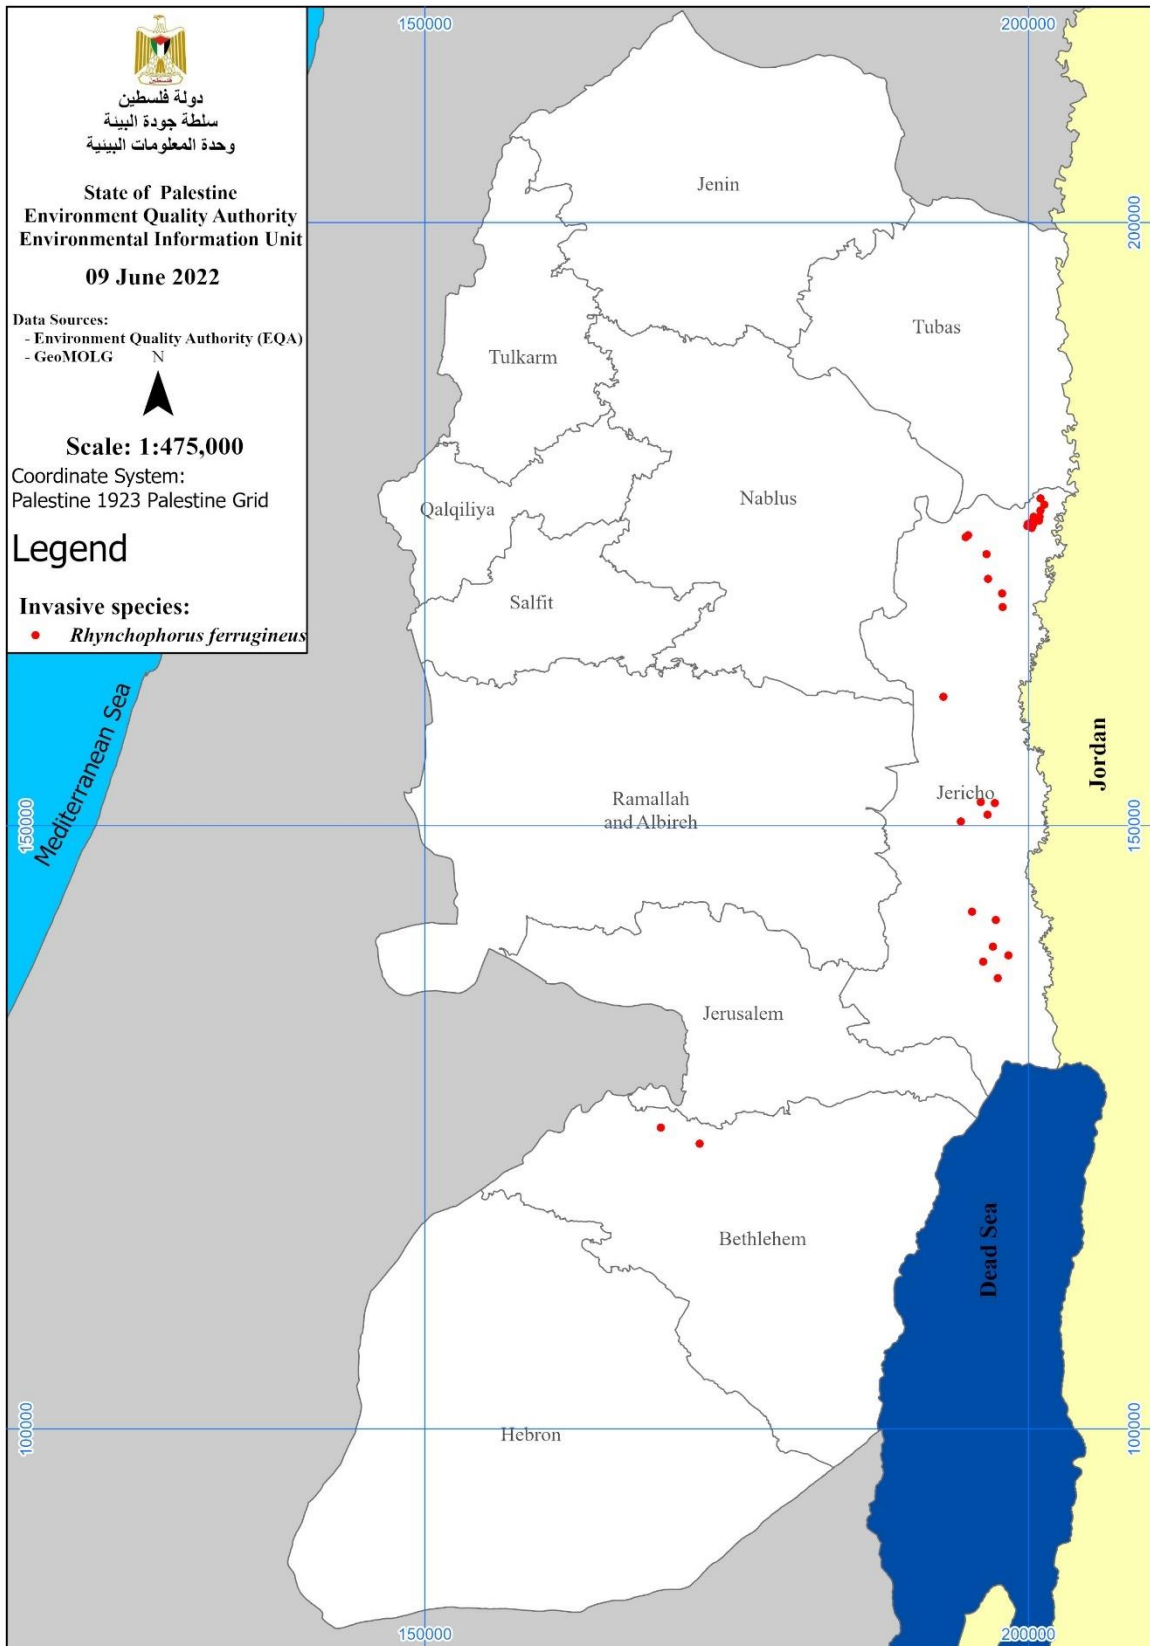 150000
200000
دولة فلسطين
سلطة جودة البيئة
وحدة المعلومات البيئية
State of Palestine
Environment Quality Authority
Environmental Information Unit
09 June 2022
Data Sources:
- Environment Quality Authority (EQA)
- GeoMOLG
N
Scale: 1:475,000
Coordinate System:
Palestine 1923 Palestine Grid
Legend
Invasive species:
Rhynchophorus ferrugineus
Jenin
200000
Tubas
Tulkarm
Nablus
Qalqiliya
Salfit
Mediterranean Sea
Jordan
Ramallah
and Albireh
Jericho
150000
150000
Jerusalem
Bethlehem
Dead Sea
Hebron
100000
100000
150000
200000